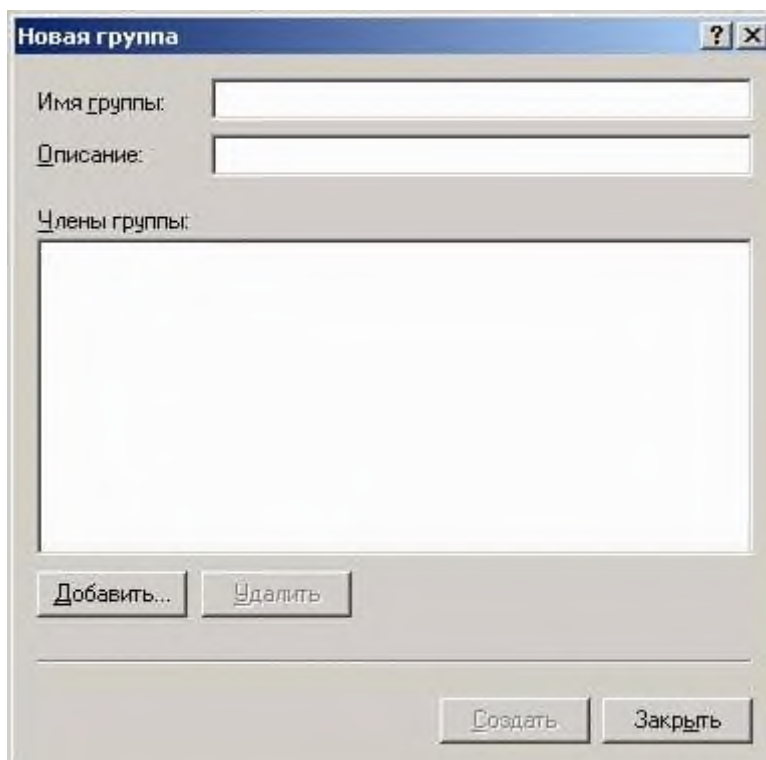 Новая группа
Имя группы:
Описание:
Члены группы:
Добавить... Удалить
Создать Закрыть